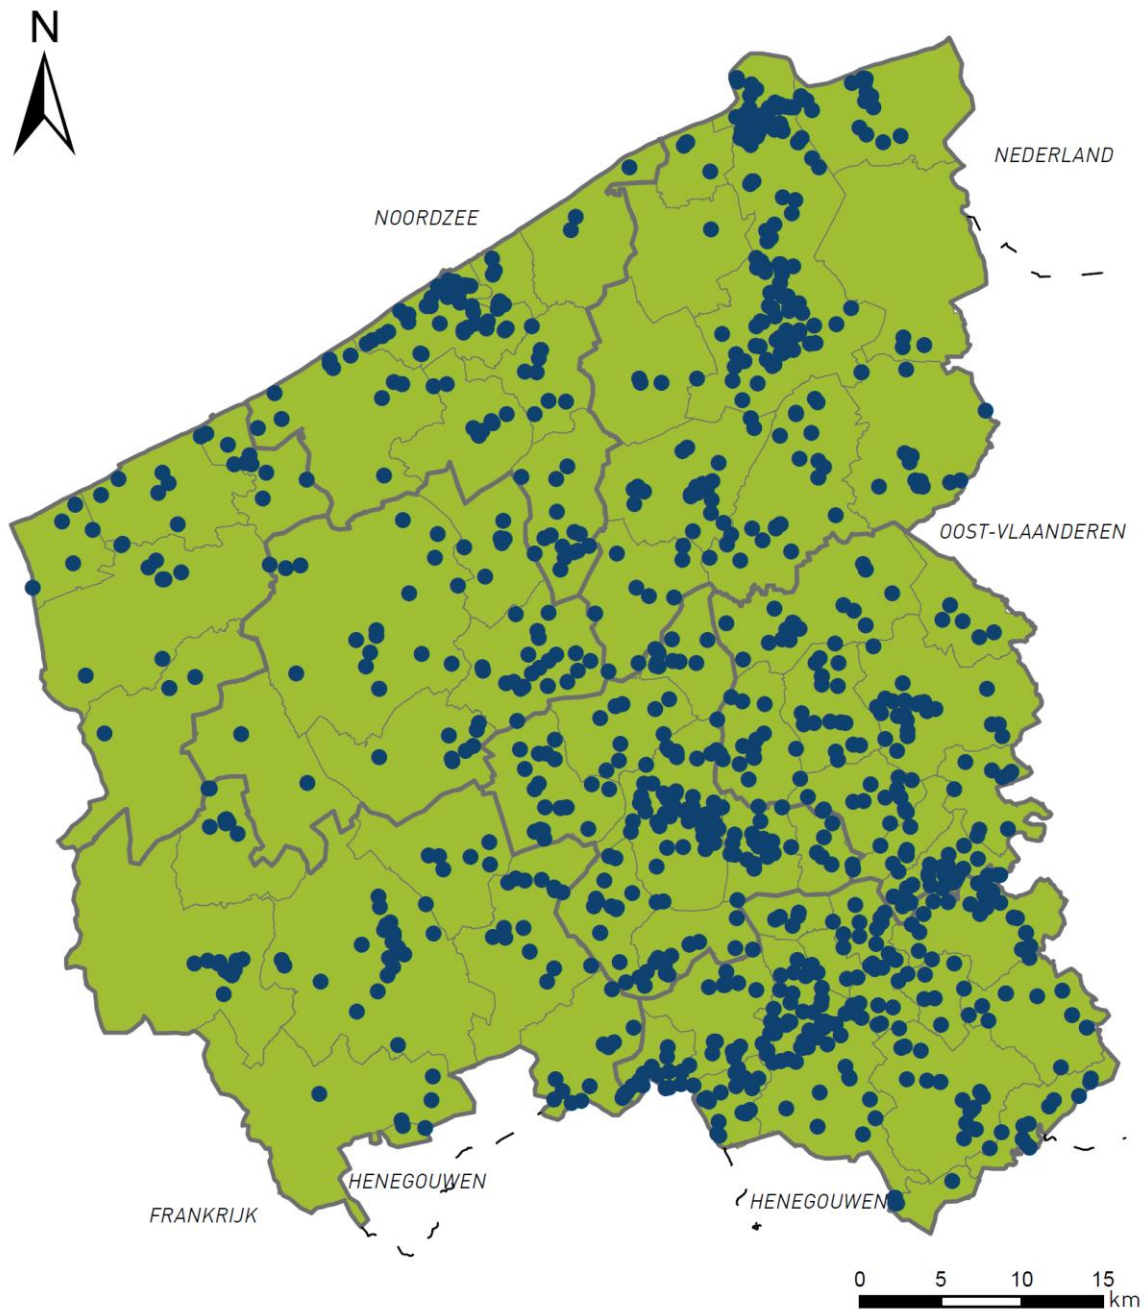 N
NEDERLAND
NOORDZEE
OOST-VLAANDEREN
HENEGOUWEN
HENEGOUWEN
FRANKRIJK
0 5 10 15
km